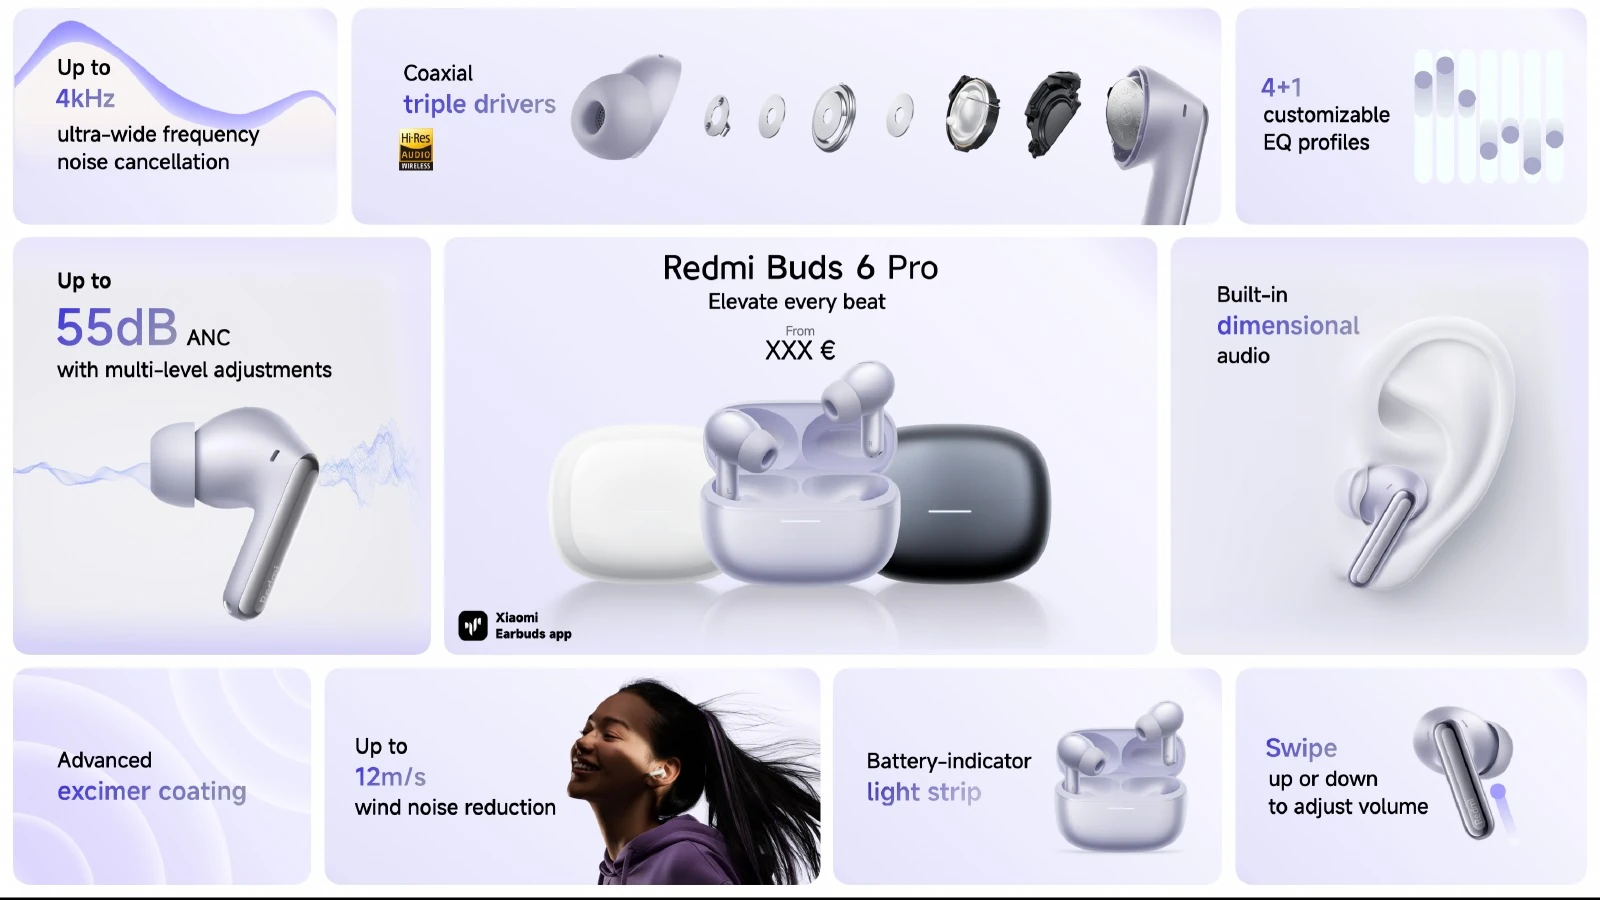 Up to
4kHz
ultra-wide frequency
noise cancellation
Coaxial
triple drivers
Hi-Res
AUDIO
WIRELESS
4+1
customizable
EQ profiles
Up to
55dB ANC
with multi-level adjustments
Redmi
Redmi Buds 6 Pro
Elevate every beat
From
XXX €
Xiaomi
Earbuds app
Built-in
dimensional
audio
Advanced
excimer coating
Up to
12m/s
wind noise reduction
Battery-indicator
light strip
Swipe
up or down
to adjust volume
Redmi